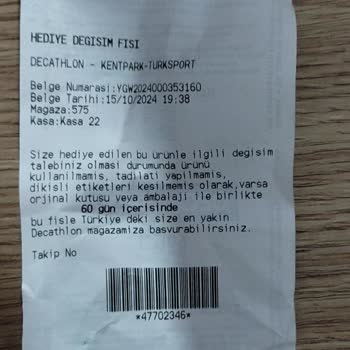 HEDIYE DEGISIM FISI
DECATHLON - KENTPARK-TURKSPORT
Belge Numarasi:YGW2024000353160
Belge Tarihi:15/10/2024 19:38
Magaza:575
Kasa:Kasa 22
Size hediye edilen bu ürünle ilgili degisim
talebiniz olmasi durumunda ürünü
kullanilmamis, tadilati yapilmamis,
dikisli etiketleri kesilmemis olarak,varsa
orjinal kutusu veya ambalaji ile birlikte
60 gün içerisinde
bu fisle Türkiye deki size en yakin
Decathlon magazamiza basvurabilirsiniz.
Takip No
*47702346*